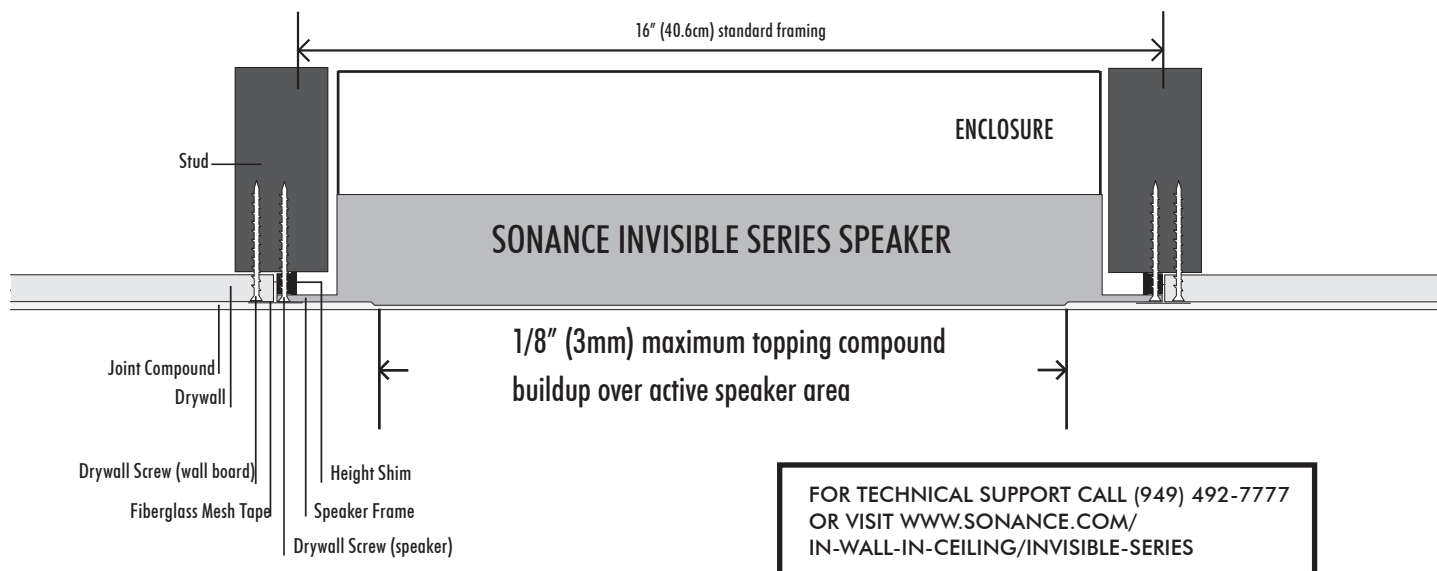 16” (40.6cm) standard framing
ENCLOSURE
Stud
SONANCE INVISIBLE SERIES SPEAKER
1/8” (3mm) maximum topping compound
buildup over active speaker area
Joint Compound
Drywall
Drywall Screw (wall board)
Height Shim
Fiberglass Mesh Tape
Speaker Frame
Drywall Screw (speaker)
FOR TECHNICAL SUPPORT CALL (949) 492-7777
OR VISIT WWW.SONANCE.COM/
IN-WALL-IN-CEILING/INVISIBLE-SERIES